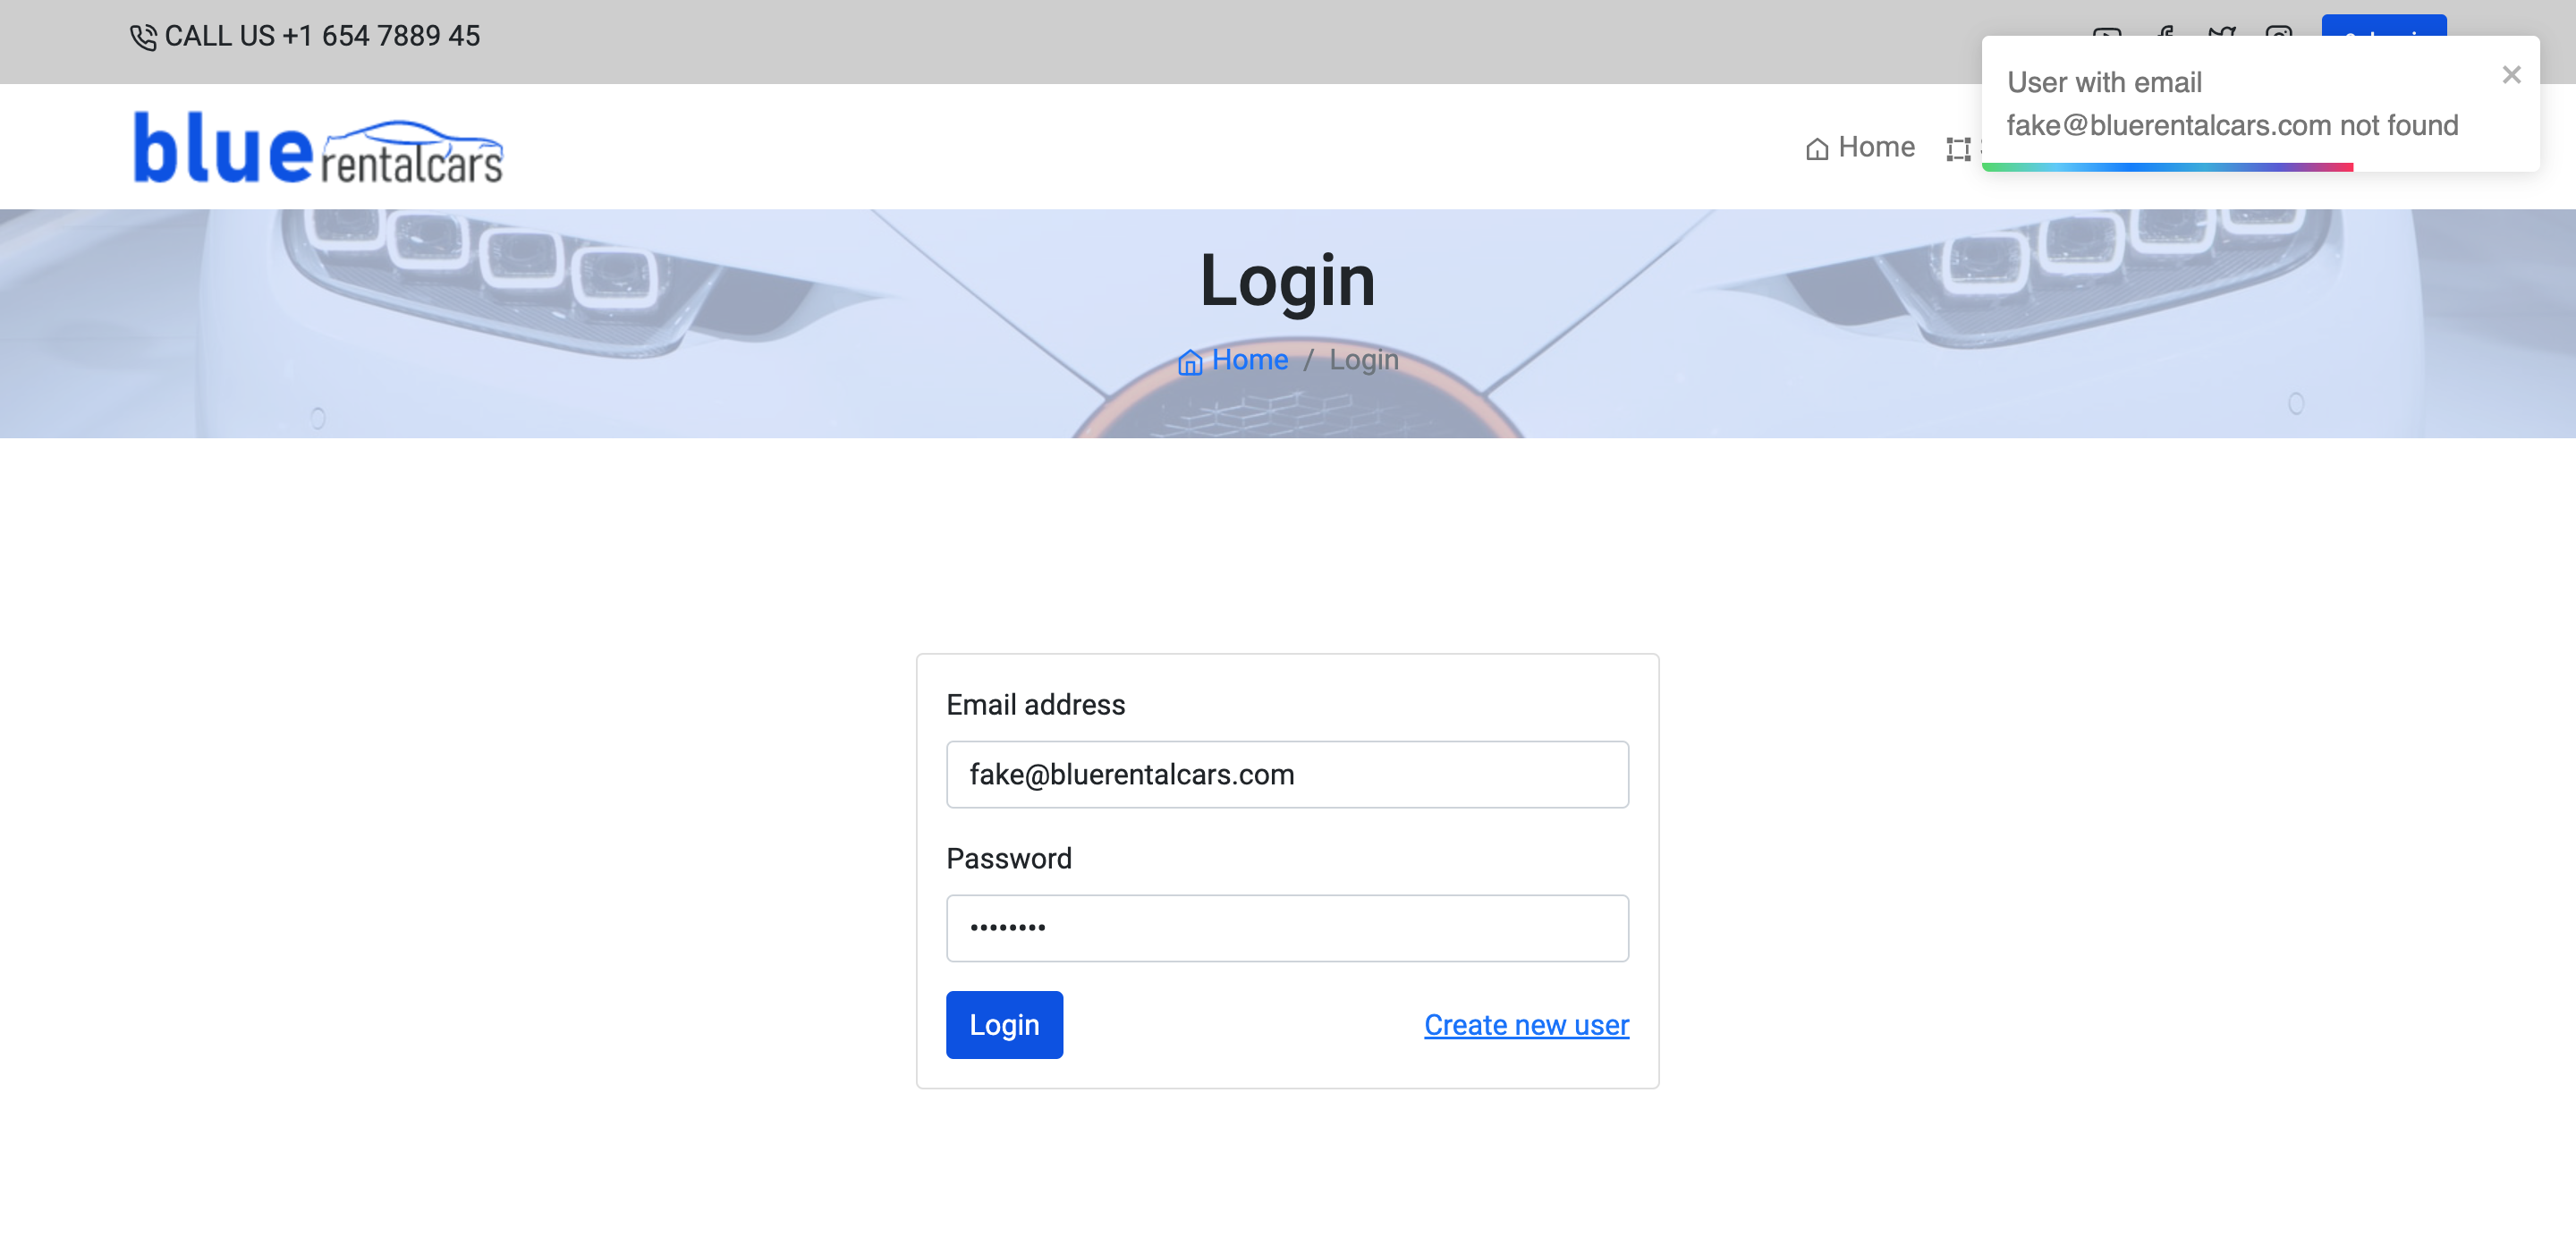 CALL US +1 654 7889 45
User with email
fake@bluerentalcars.com not found
blue rentalcars
Home
Login
Home / Login
Email address
fake@bluerentalcars.com
Password
••••••••
Login
Create new user